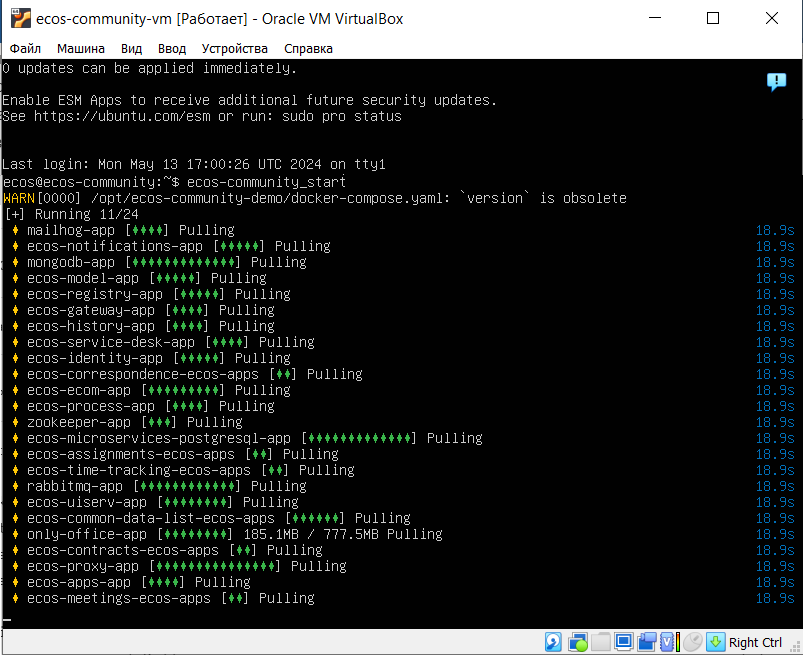 ecos-community-vm [Работает] - Oracle VM VirtualBox
Файл Машина Вид Ввод Устройства Справка
0 updates can be applied immediately.
Enable ESM Apps to receive additional future security updates.
See https://ubuntu.com/esm or run: sudo pro status
Last login: Mon May 13 17:00:26 UTC 2024 on tty1
ecos@ecos-community:~$ ecos-community_start
WARN[0000] /opt/ecos-community-demo/docker-compose.yaml: `version` is obsolete
[+] Running 11/24
♦ mailhog-app [♦♦♦♦] Pulling 18.9s
♦ ecos-notifications-app [♦♦♦♦♦] Pulling 18.9s
♦ mongodb-app [♦♦♦♦♦♦♦♦♦♦♦♦♦] Pulling 18.9s
♦ ecos-model-app [♦♦♦♦♦] Pulling 18.9s
♦ ecos-registry-app [♦♦♦♦♦] Pulling 18.9s
♦ ecos-gateway-app [♦♦♦♦] Pulling 18.9s
♦ ecos-history-app [♦♦♦♦] Pulling 18.9s
♦ ecos-service-desk-app [♦♦♦♦] Pulling 18.9s
♦ ecos-identity-app [♦♦♦♦♦] Pulling 18.9s
♦ ecos-correspondence-ecos-apps [♦♦] Pulling 18.9s
♦ ecos-ecom-app [♦♦♦♦♦♦♦♦♦] Pulling 18.9s
♦ ecos-process-app [♦♦♦♦] Pulling 18.9s
♦ zookeeper-app [♦♦♦] Pulling 18.9s
♦ ecos-microservices-postgresql-app [♦♦♦♦♦♦♦♦♦♦♦♦♦] Pulling 18.9s
♦ ecos-assignments-ecos-apps [♦♦] Pulling 18.9s
♦ ecos-time-tracking-ecos-apps [♦♦] Pulling 18.9s
♦ rabbitmq-app [♦♦♦♦♦♦♦♦♦♦♦♦] Pulling 18.9s
♦ ecos-uiserv-app [♦♦♦♦♦♦♦♦] Pulling 18.9s
♦ ecos-common-data-list-ecos-apps [♦♦♦♦♦♦] Pulling 18.9s
♦ only-office-app [♦♦♦♦♦♦♦♦] 185.1MB / 777.5MB Pulling 18.9s
♦ ecos-contracts-ecos-apps [♦♦] Pulling 18.9s
♦ ecos-proxy-app [♦♦♦♦♦♦♦♦♦♦♦♦♦♦♦] Pulling 18.9s
♦ ecos-apps-app [♦♦♦♦] Pulling 18.9s
♦ ecos-meetings-ecos-apps [♦♦] Pulling 18.9s
Right Ctrl